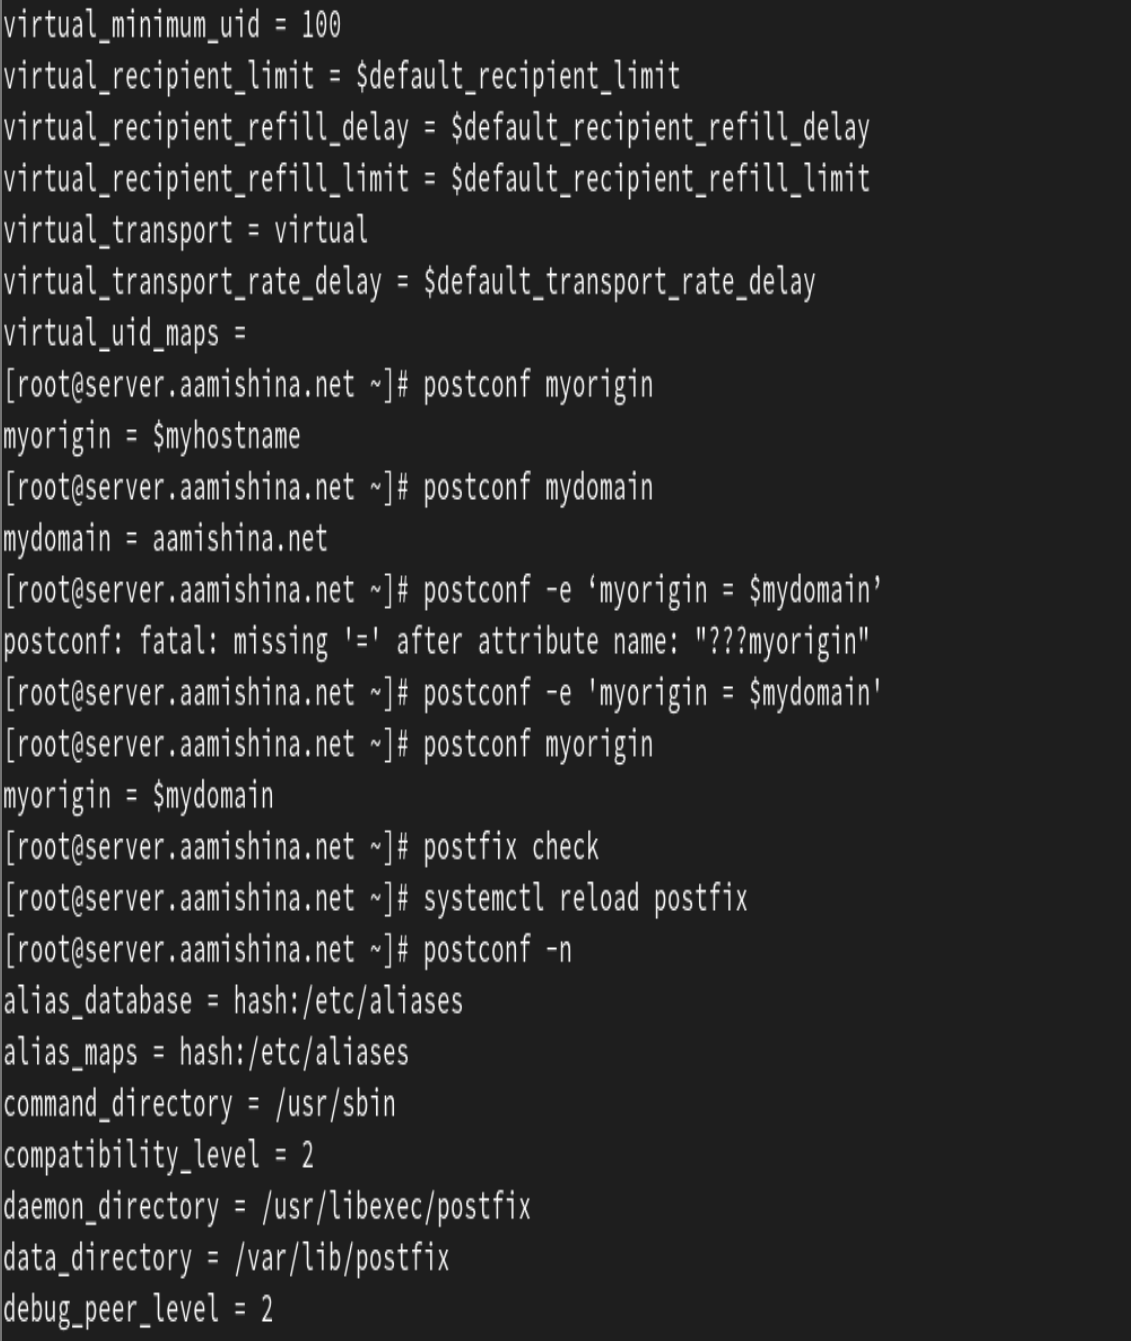 virtual_minimum_uid = 100
virtual_recipient_limit = $default_recipient_limit
virtual_recipient_refill_delay = $default_recipient_refill_delay
virtual_recipient_refill_limit = $default_recipient_refill_limit
virtual_transport = virtual
virtual_transport_rate_delay = $default_transport_rate_delay
virtual_uid_maps =
[root@server.aamishina.net ~]# postconf myorigin
myorigin = $myhostname
[root@server.aamishina.net ~]# postconf mydomain
mydomain = aamishina.net
[root@server.aamishina.net ~]# postconf -e ‘myorigin = $mydomain’
postconf: fatal: missing '=' after attribute name: "???myorigin"
[root@server.aamishina.net ~]# postconf -e 'myorigin = $mydomain'
[root@server.aamishina.net ~]# postconf myorigin
myorigin = $mydomain
[root@server.aamishina.net ~]# postfix check
[root@server.aamishina.net ~]# systemctl reload postfix
[root@server.aamishina.net ~]# postconf -n
alias_database = hash:/etc/aliases
alias_maps = hash:/etc/aliases
command_directory = /usr/sbin
compatibility_level = 2
daemon_directory = /usr/libexec/postfix
data_directory = /var/lib/postfix
debug_peer_level = 2